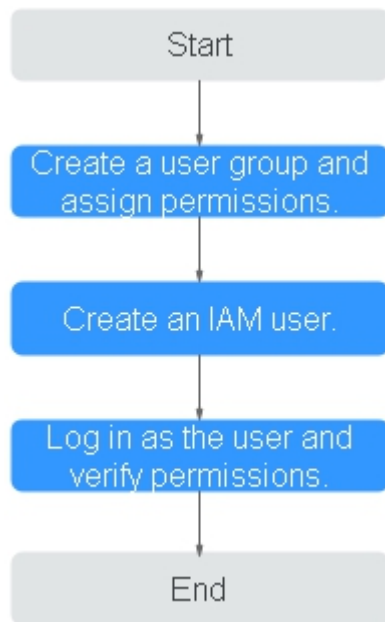 Start
Create a user group and
assign permissions.
Create an IAM user.
Log in as the user and
verify permissions.
End